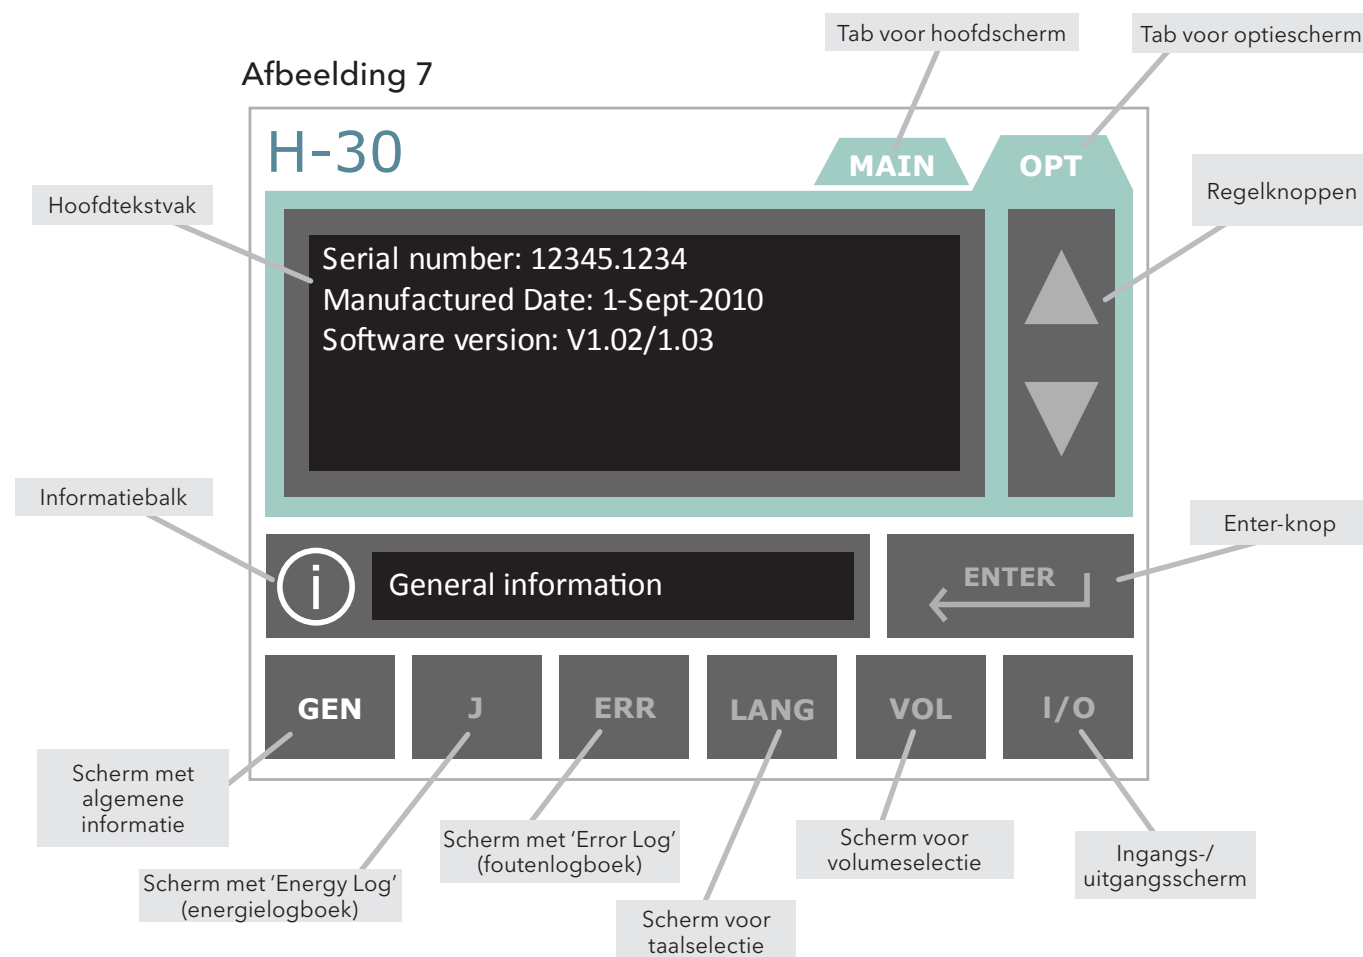 Tab voor hoofdscherm
Tab voor optiescherm
Afbeelding 7
H-30
MAIN
OPT
Hoofdtekstvak
Regelknoppen
Serial number: 12345.1234
Manufactured Date: 1-Sept-2010
Software version: V1.02/1.03
Informatiebalk
Enter-knop
i
General information
ENTER
GEN
J
ERR
LANG
VOL
I/O
Scherm met
algemene
informatie
Scherm met 'Energy Log'
(energielogboek)
Scherm met 'Error Log'
(foutenlogboek)
Scherm voor
taalselectie
Scherm voor
volumeselectie
Ingangs-/
uitgangsscherm